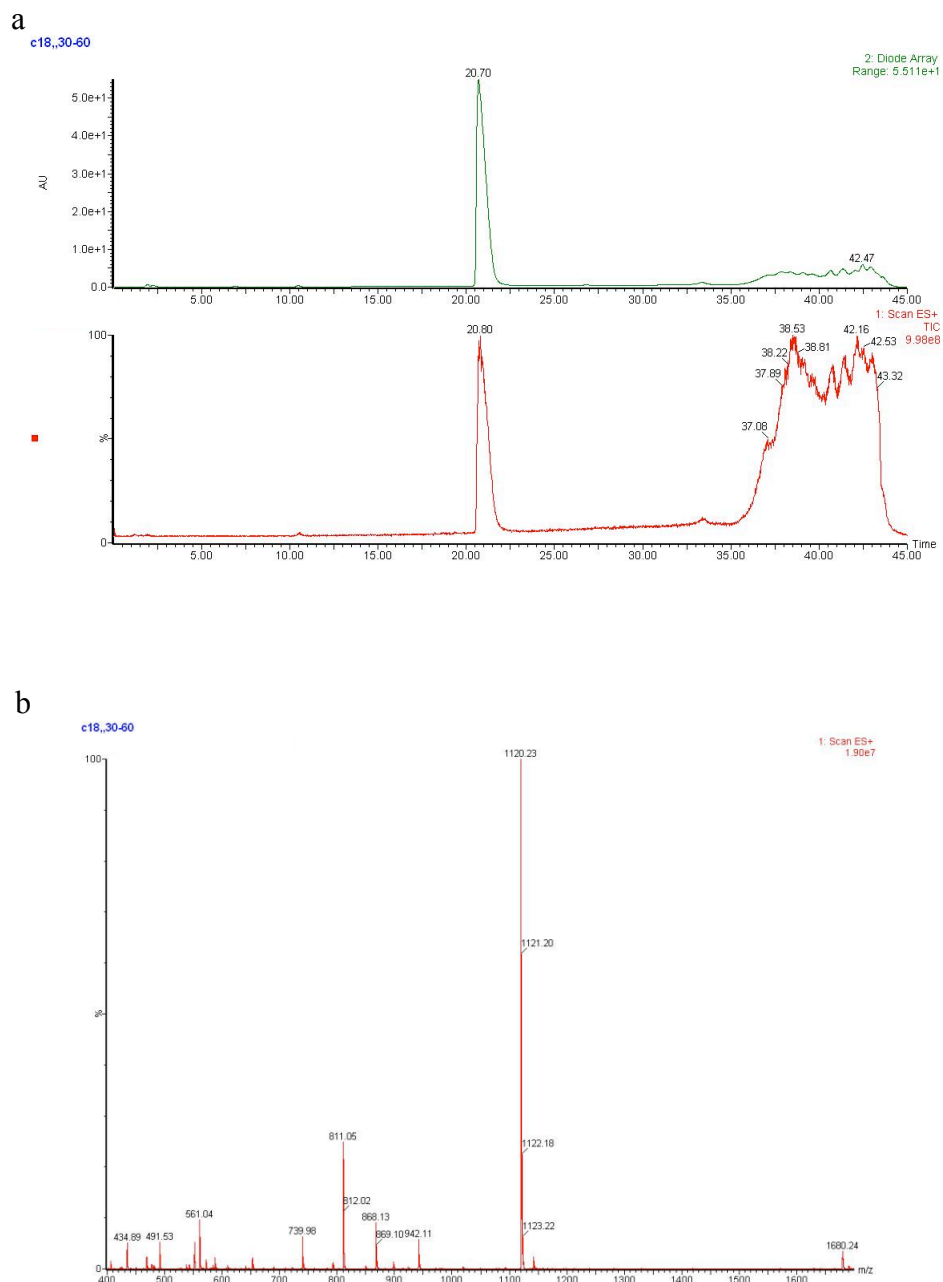 a
c18,,30-60
2: Diode Array
Range: 5.511e+1
20.70
5.0e+1
4.0e+1
3.0e+1
AU
2.0e+1
1.0e+1
42.47
0.0
5.00 10.00 15.00 20.00 25.00 30.00 35.00 40.00 45.00
1: Scan ES+
TIC
9.98e8
100
20.80
38.53
42.16
38.22
38.81
42.53
37.89
43.32
37.08
%
0
Time
5.00 10.00 15.00 20.00 25.00 30.00 35.00 40.00 45.00
b
c18,,30-60
1: Scan ES+
1.90e7
1120.23
100
1121.20
%
811.05
1122.18
812.02
561.04
868.13
1123.22
434.89
491.53
739.98
869.10
942.11
1680.24
0
m/z
400 500 600 700 800 900 1000 1100 1200 1300 1400 1500 1600